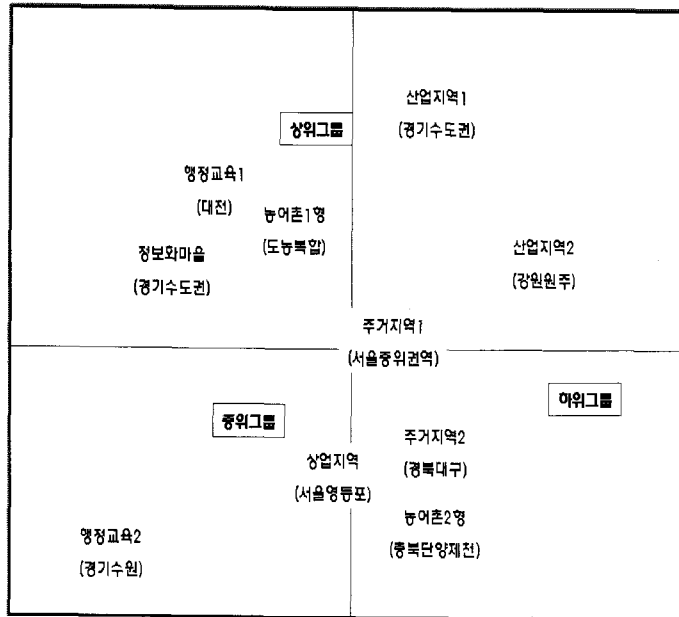 산업지역1
(경기수도권)
상위그룹
행정교육1
(대전)
농어촌1형
(도농복합)
정보화마을
(경기수도권)
산업지역2
(강원원주)
주거지역1
(서울중위권역)
하위그룹
중위그룹
주거지역2
(경북대구)
상업지역
(서울영등포)
농어촌2형
(충북단양제천)
행정교육2
(경기수원)